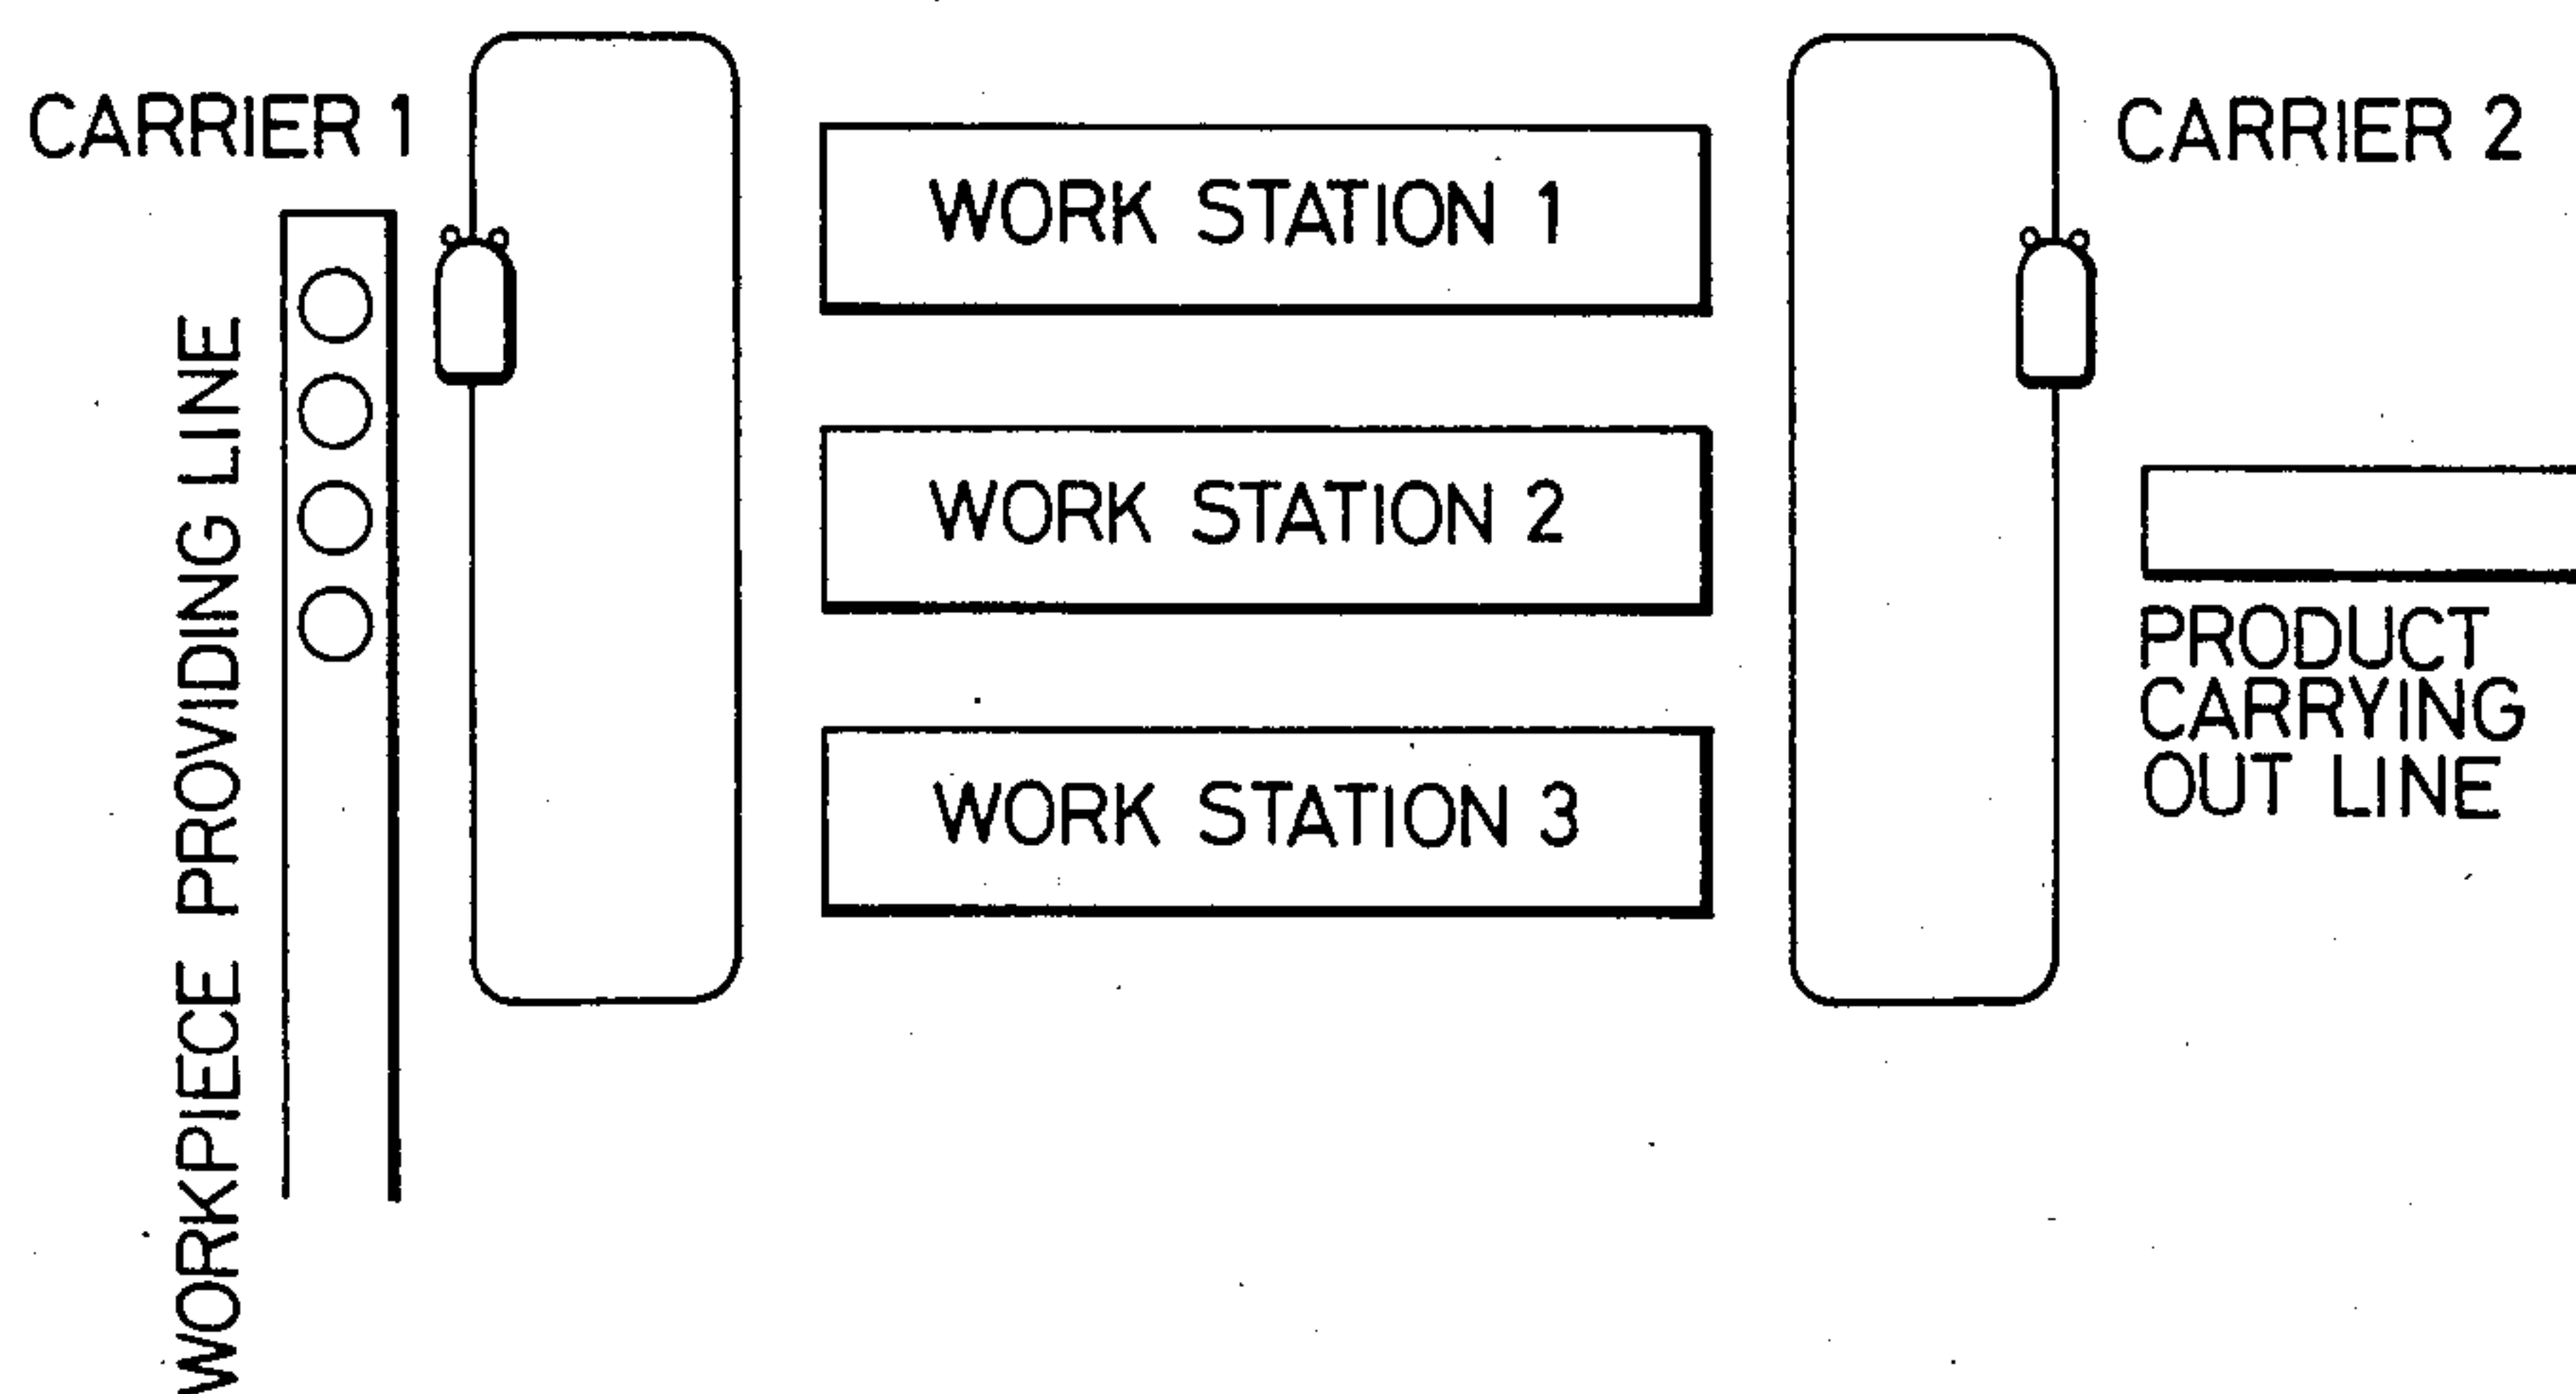 CARRIER 1
WORK STATION 1
CARRIER 2
WORKPIECE PROVIDING LINE
WORK STATION 2
PRODUCT
CARRYING
OUT LINE
WORK STATION 3